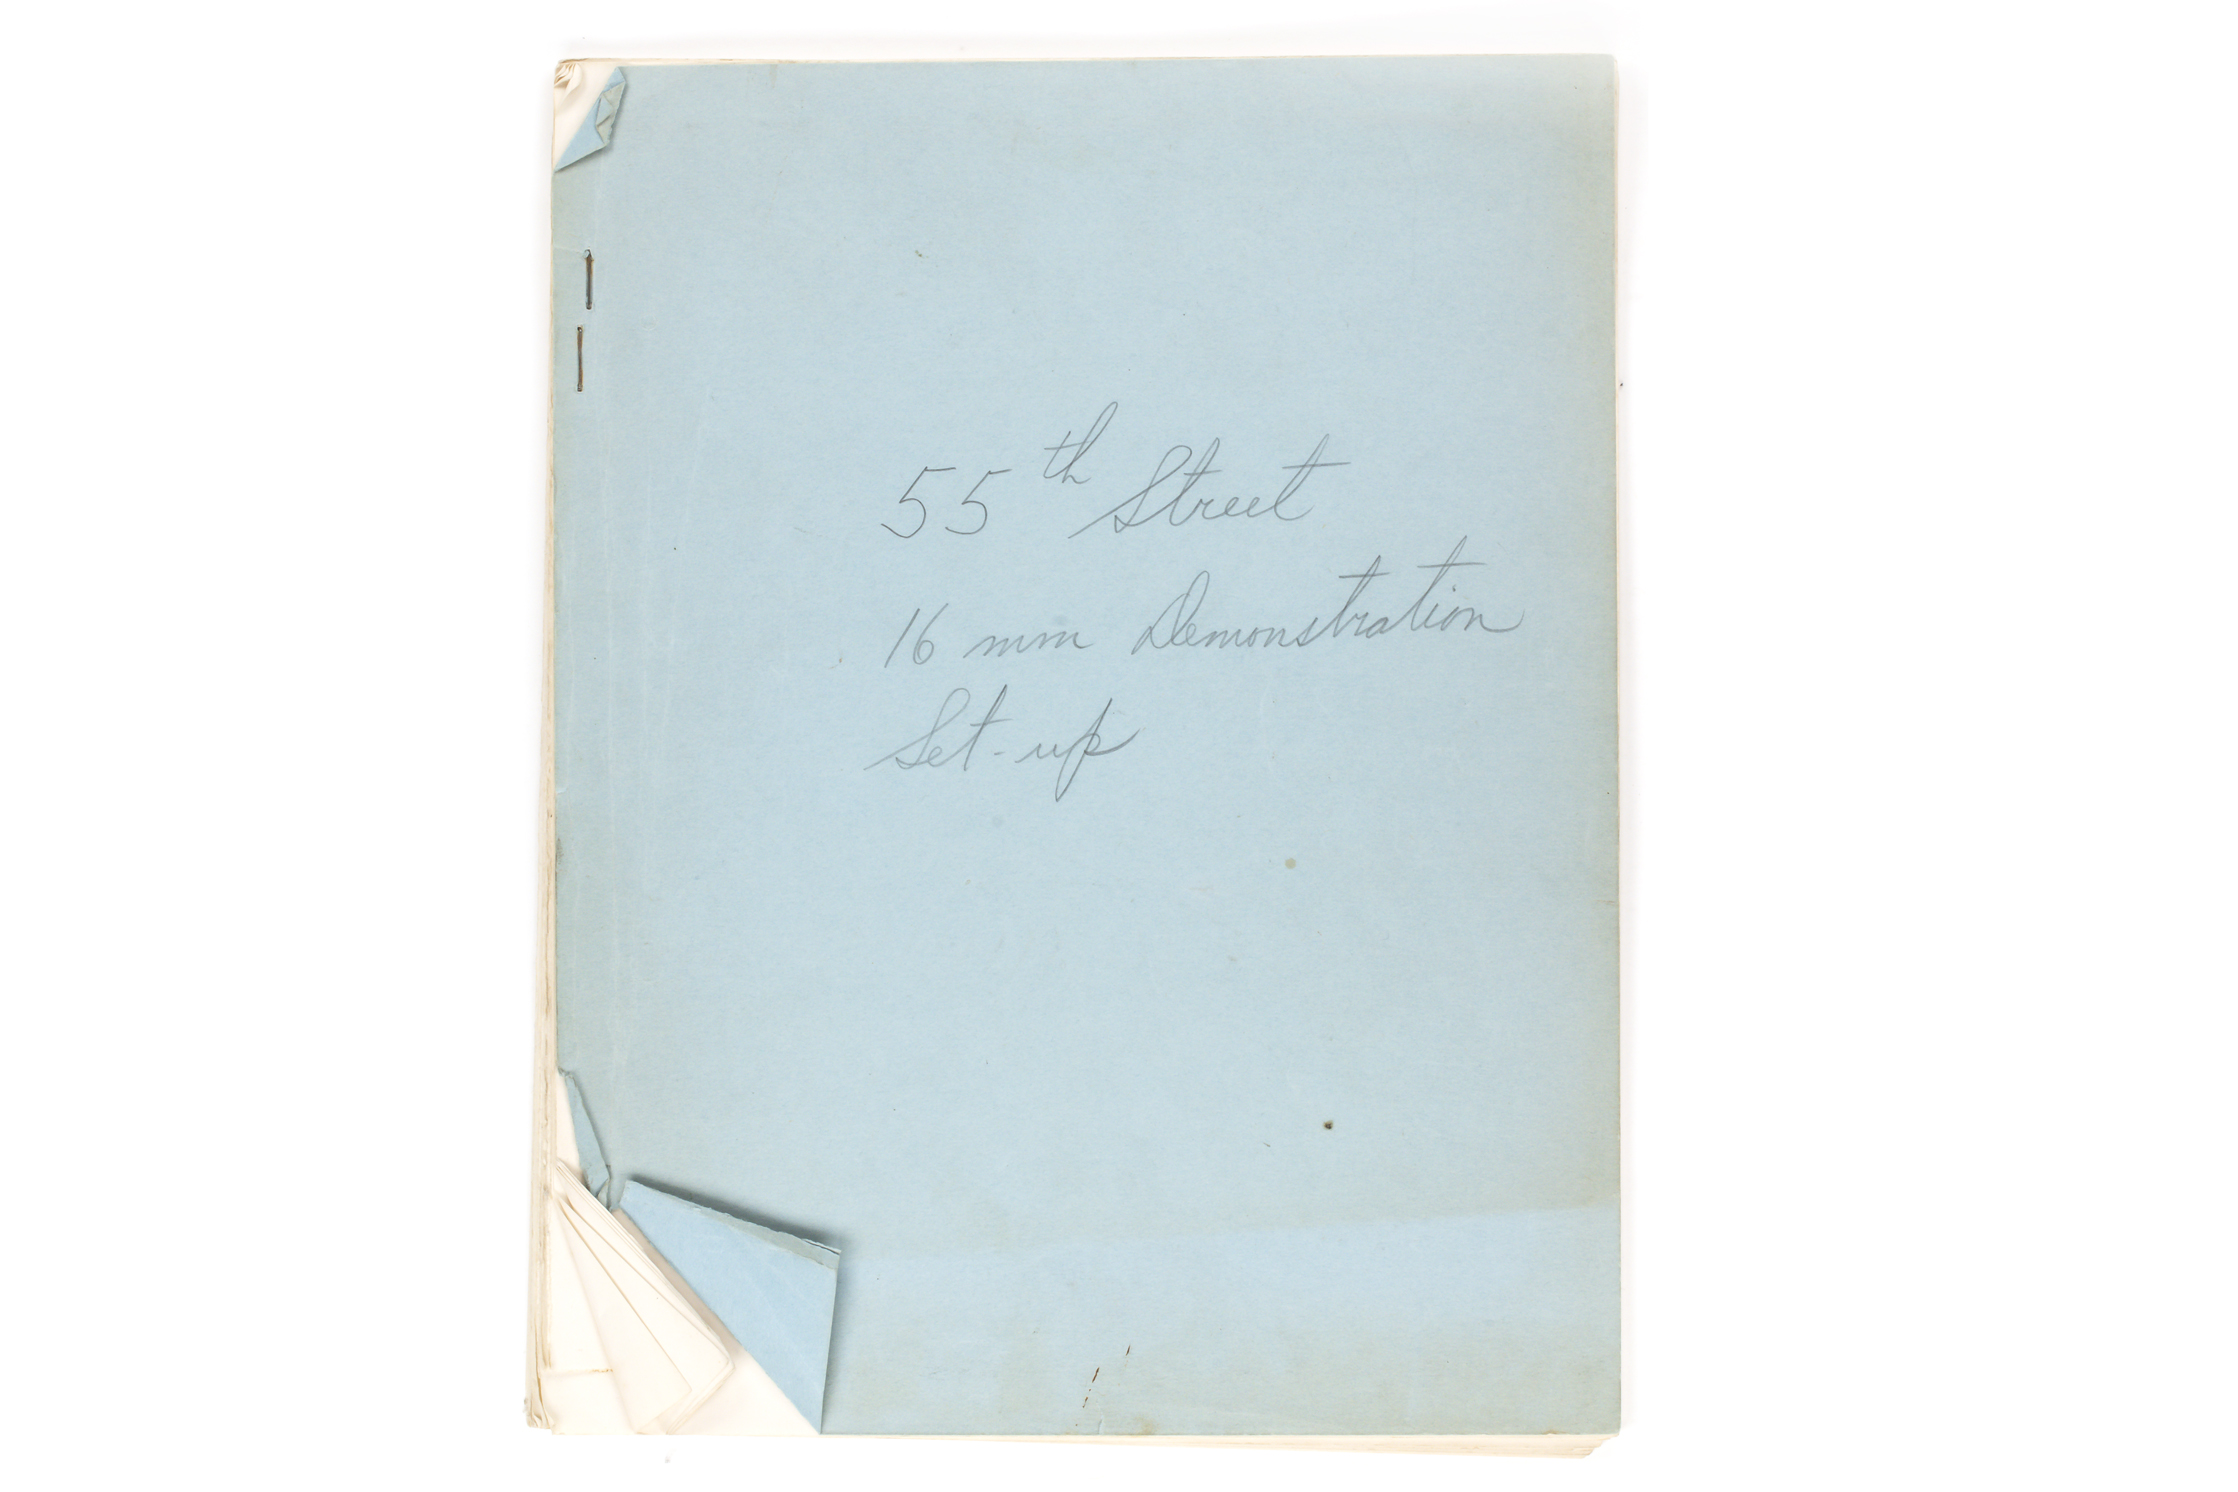 55th Street
16 mm Demonstration
Set-up